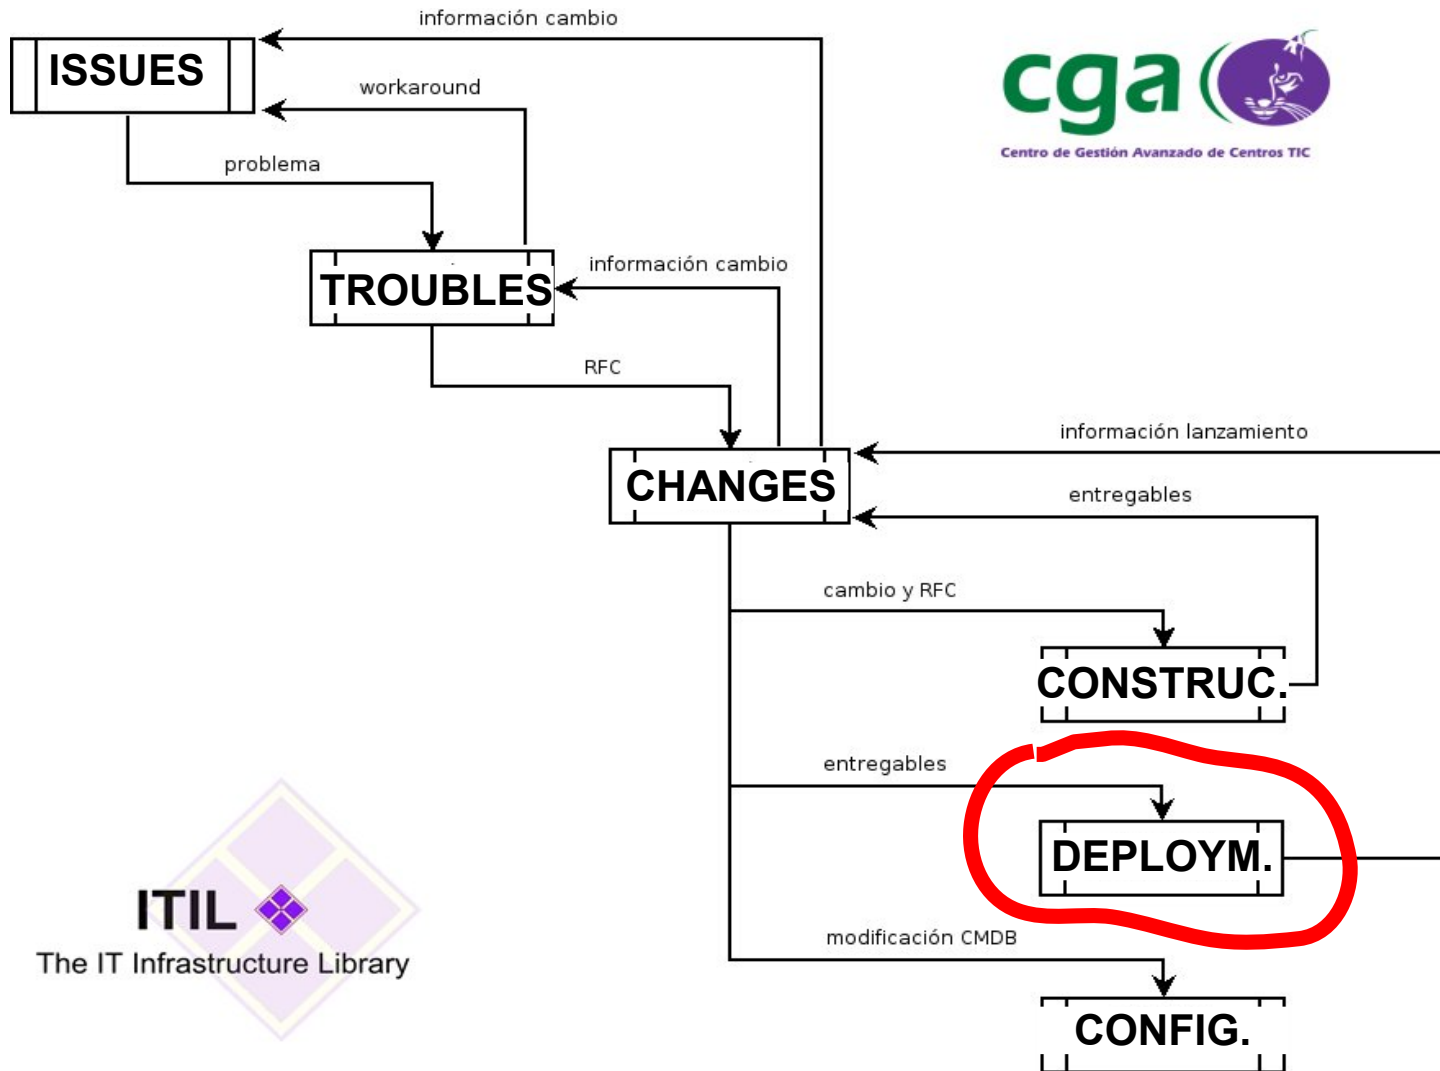 información cambio
ISSUES
workaround
cga
Centro de Gestión Avanzado de Centros TIC
problema
información cambio
TROUBLES
RFC
información lanzamiento
CHANGES
entregables
cambio y RFC
CONSTRUC.
entregables
DEPLOYM.
ITIL
modificación CMDB
The IT Infrastructure Library
CONFIG.